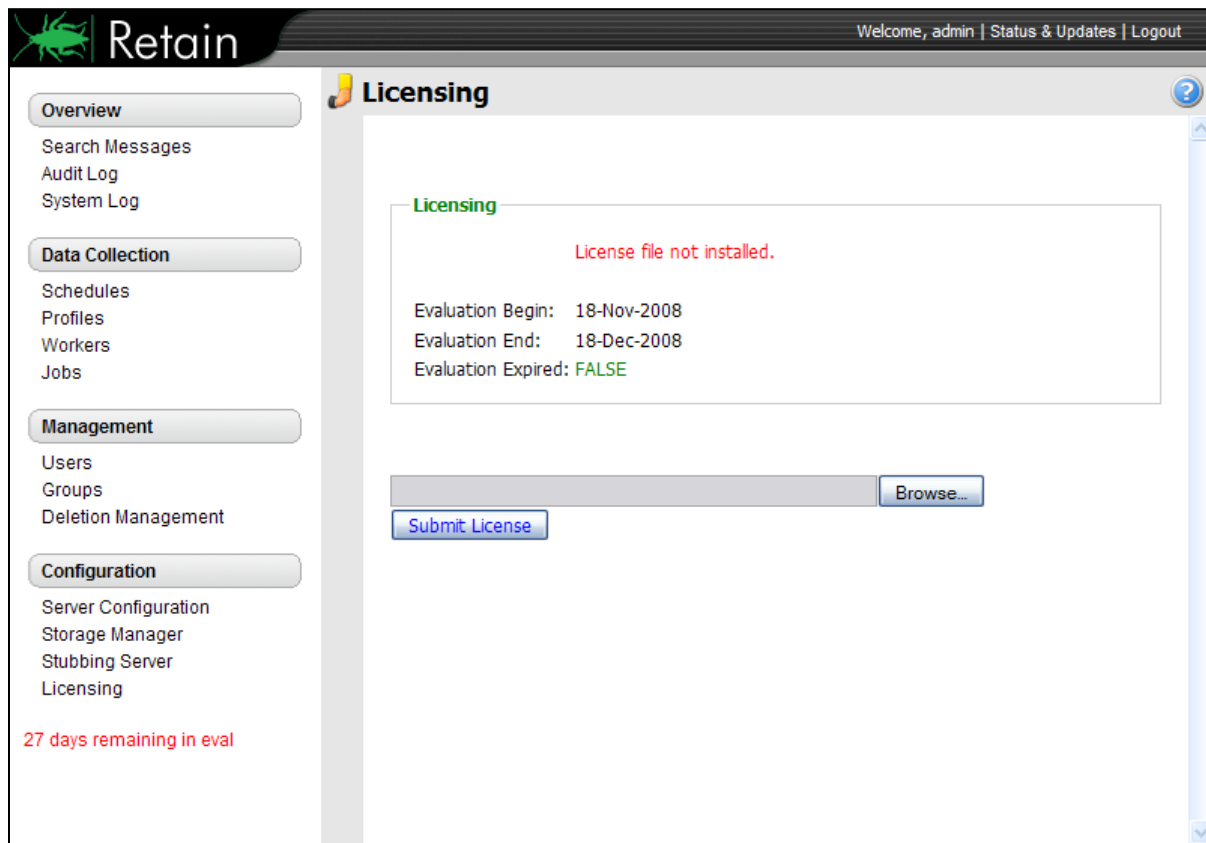 Retain
Welcome, admin | Status & Updates | Logout
Overview
Search Messages
Audit Log
System Log
Data Collection
Schedules
Profiles
Workers
Jobs
Management
Users
Groups
Deletion Management
Configuration
Server Configuration
Storage Manager
Stubbing Server
Licensing
27 days remaining in eval
Licensing
?
Licensing
License file not installed.
Evaluation Begin: 18-Nov-2008
Evaluation End: 18-Dec-2008
Evaluation Expired: FALSE
Browse...
Submit License